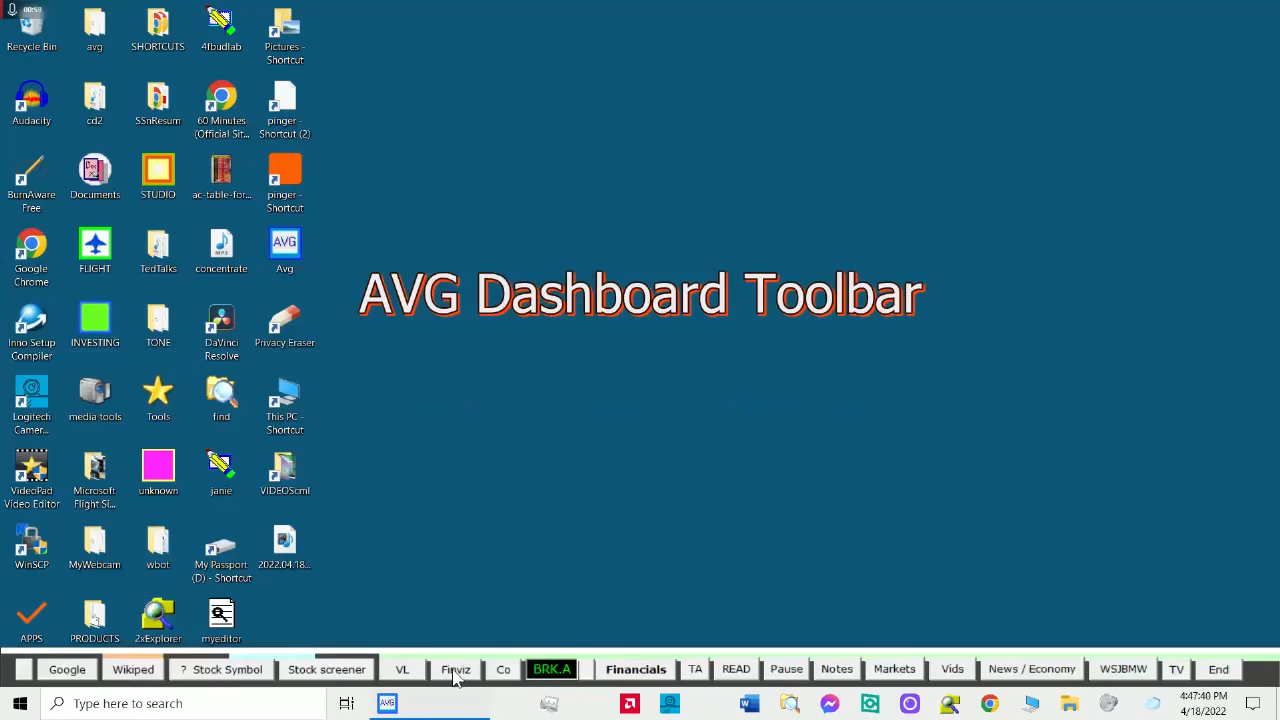 00:58
Recycle Bin
avg
SHORTCUTS
4fbudlab
Pictures -
Shortcut
Audacity
cd2
SSnResum
60 Minutes
(Official Sit...
pinger -
Shortcut (2)
BurnAware
Free
Documents
STUDIO
ac-table-for...
pinger -
Shortcut
Google
Chrome
FLIGHT
TedTalks
MP3
concentrate
AVG
Avg
Inno Setup
Compiler
INVESTING
TONE
DaVinci
Resolve
Privacy Eraser
Logitech
Camer...
media tools
Tools
find
This PC -
Shortcut
VideoPad
Video Editor
Microsoft
Flight Si...
unknown
janie
VIDEOScml
WinSCP
MyWebcam
wbot
My Passport
(D) - Shortcut
2022.04.18...
APPS
PRODUCTS
2xExplorer
myeditor
AVG Dashboard Toolbar
Google Wikiped ? Stock Symbol Stock screener VL Finviz Co BRK.A Financials TA READ Pause Notes Markets Vids News / Economy WSJBMW TV End
Type here to search
AVG
4:47:40 PM
4/18/2022